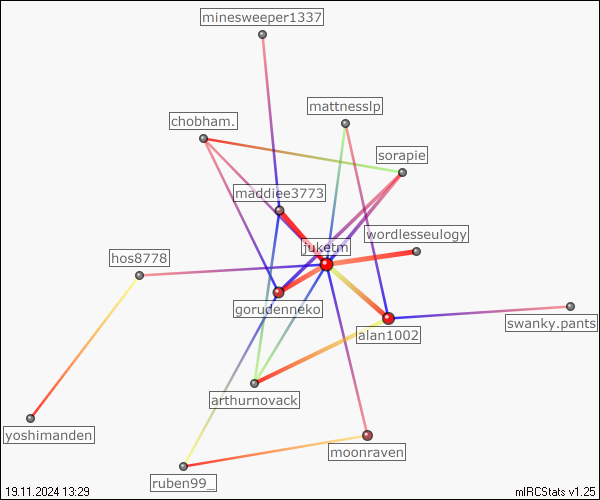 minesweeper1337
mattnesslp
chobham.
sorapie
maddiee3773
wordlesseulogy
juketm
hos8778
gorudenneko
swanky.pants
alan1002
arthurnovack
yoshimanden
moonraven
ruben99_
19.11.2024 13:29
mIRCStats v1.25